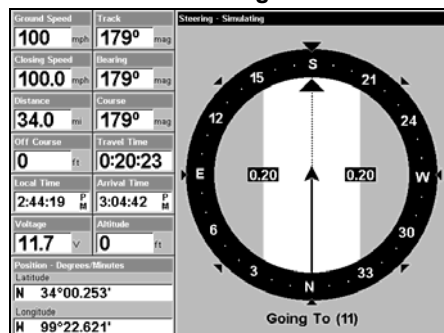 Ground Speed
100 mph
Track
179º mag
Closing Speed
100.0 mph
Bearing
179º mag
Distance
34.0 mi
Course
179º mag
Off Course
0 ft
Travel Time
0:20:23
Local Time
2:44:19 PM
Arrival Time
3:04:42 PM
Voltage
11.7 V
Altitude
0 ft
Position - Degrees/Minutes
Latitude
N 34°00.253'
Longitude
W 99°22.621'
Steering - Simulating
S
21
24
W
30
33
N
3
6
E
12
15
0.20
0.20
Going To (11)